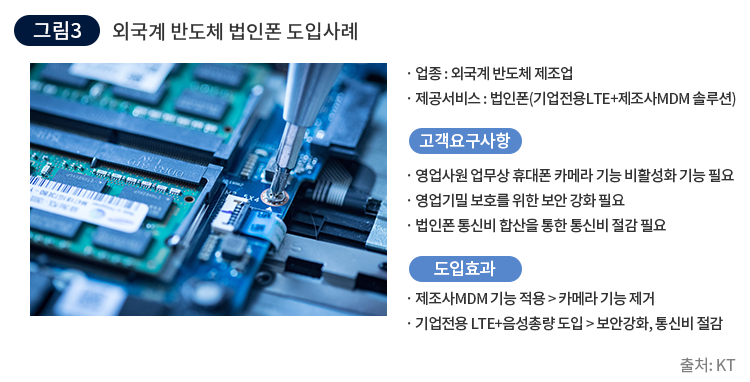 그림3 외국계 반도체 법인폰 도입사례
· 업종 : 외국계 반도체 제조업
· 제공서비스 : 법인폰(기업전용LTE+제조사MDM 솔루션)
고객요구사항
· 영업사원 업무상 휴대폰 카메라 기능 비활성화 기능 필요
· 영업기밀 보호를 위한 보안 강화 필요
· 법인폰 통신비 합산을 통한 통신비 절감 필요
도입효과
· 제조사MDM 기능 적용 > 카메라 기능 제거
· 기업전용 LTE+음성총량 도입 > 보안강화, 통신비 절감
출처: KT